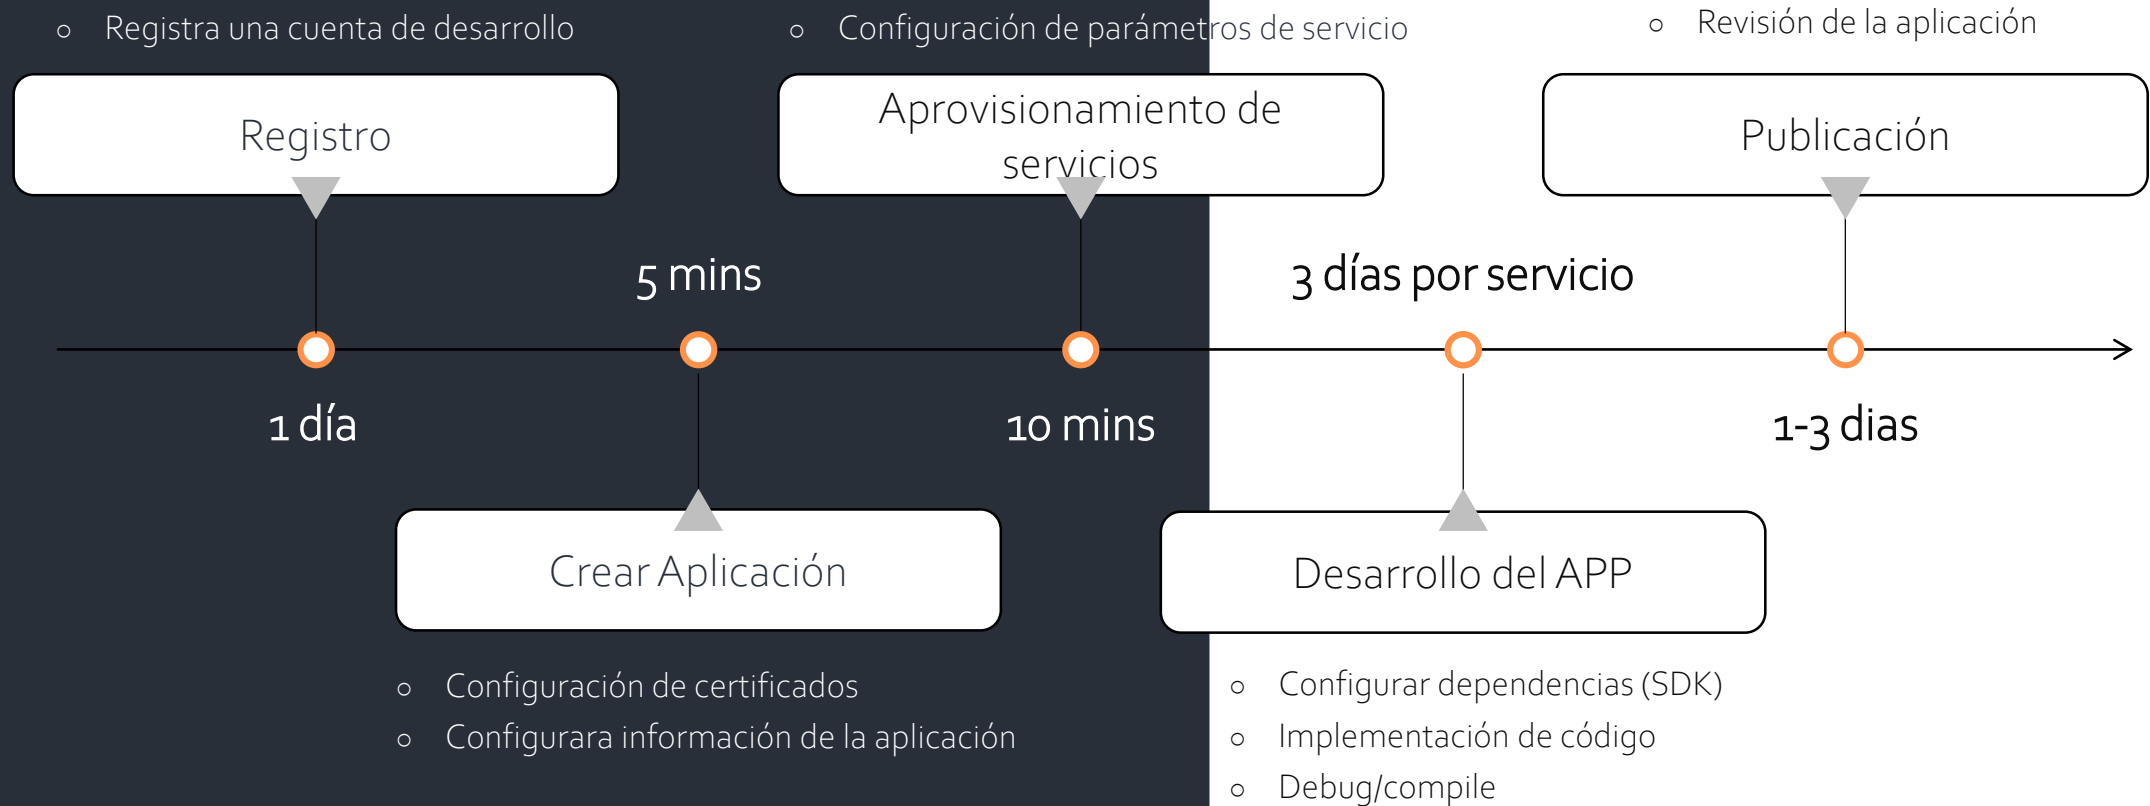 Registra una cuenta de desarrollo
Configuración de parámetros de servicio
Revisión de la aplicación
Registro
Aprovisionamiento de
servicios
Publicación
5 mins
3 días por servicio
1 día
10 mins
1-3 dias
Crear Aplicación
Desarrollo del APP
Configuración de certificados
Configurara información de la aplicación
Configurar dependencias (SDK)
Implementación de código
Debug/compile